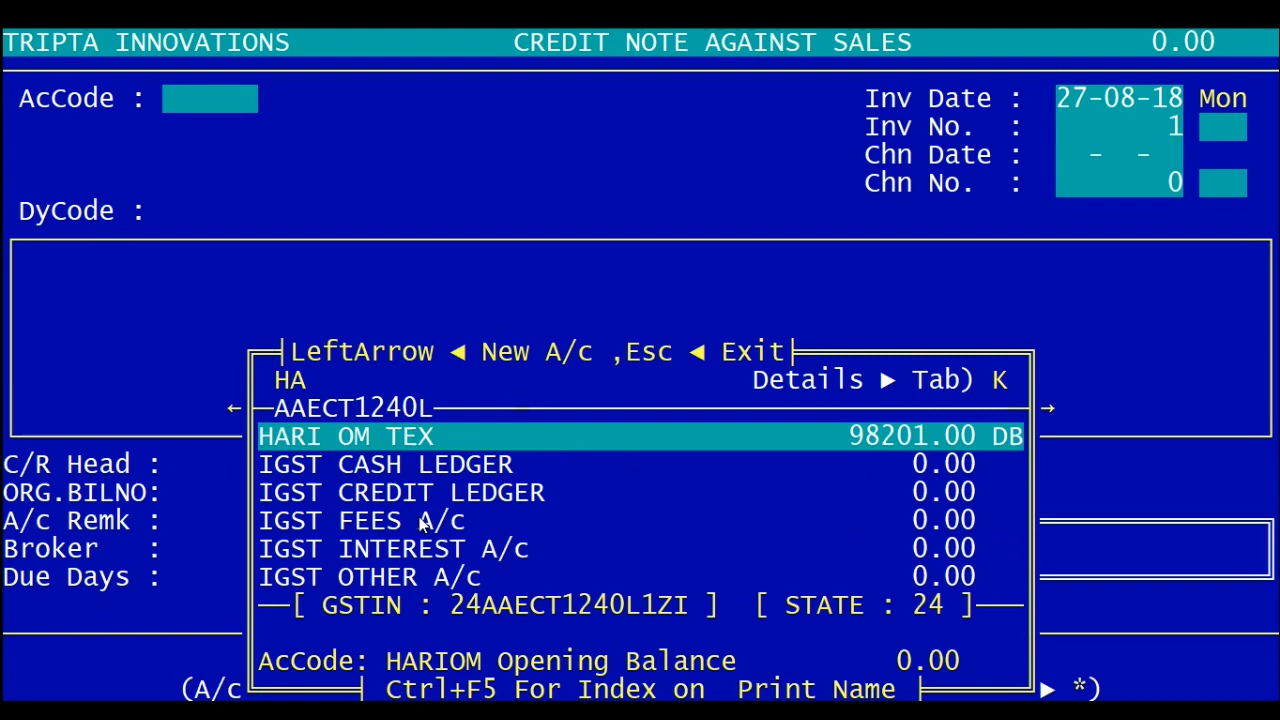 TRIPTA INNOVATIONS CREDIT NOTE AGAINST SALES 0.00
AcCode : Inv Date : 27-08-18 Mon
Inv No. : 1
Chn Date : - -
Chn No. : 0
DyCode :
LeftArrow ◄ New A/c ,Esc ◄ Exit
HA Details ► Tab) K
← AAECT1240L →
HARI OM TEX 98201.00 DB
C/R Head : IGST CASH LEDGER 0.00
ORG.BILNO: IGST CREDIT LEDGER 0.00
A/c Remk : IGST FEES A/c 0.00
Broker : IGST INTEREST A/c 0.00
Due Days : IGST OTHER A/c 0.00
[ GSTIN : 24AAECT1240L1ZI ] [ STATE : 24 ]
AcCode: HARIOM Opening Balance 0.00
(A/c Ctrl+F5 For Index on Print Name ► *)